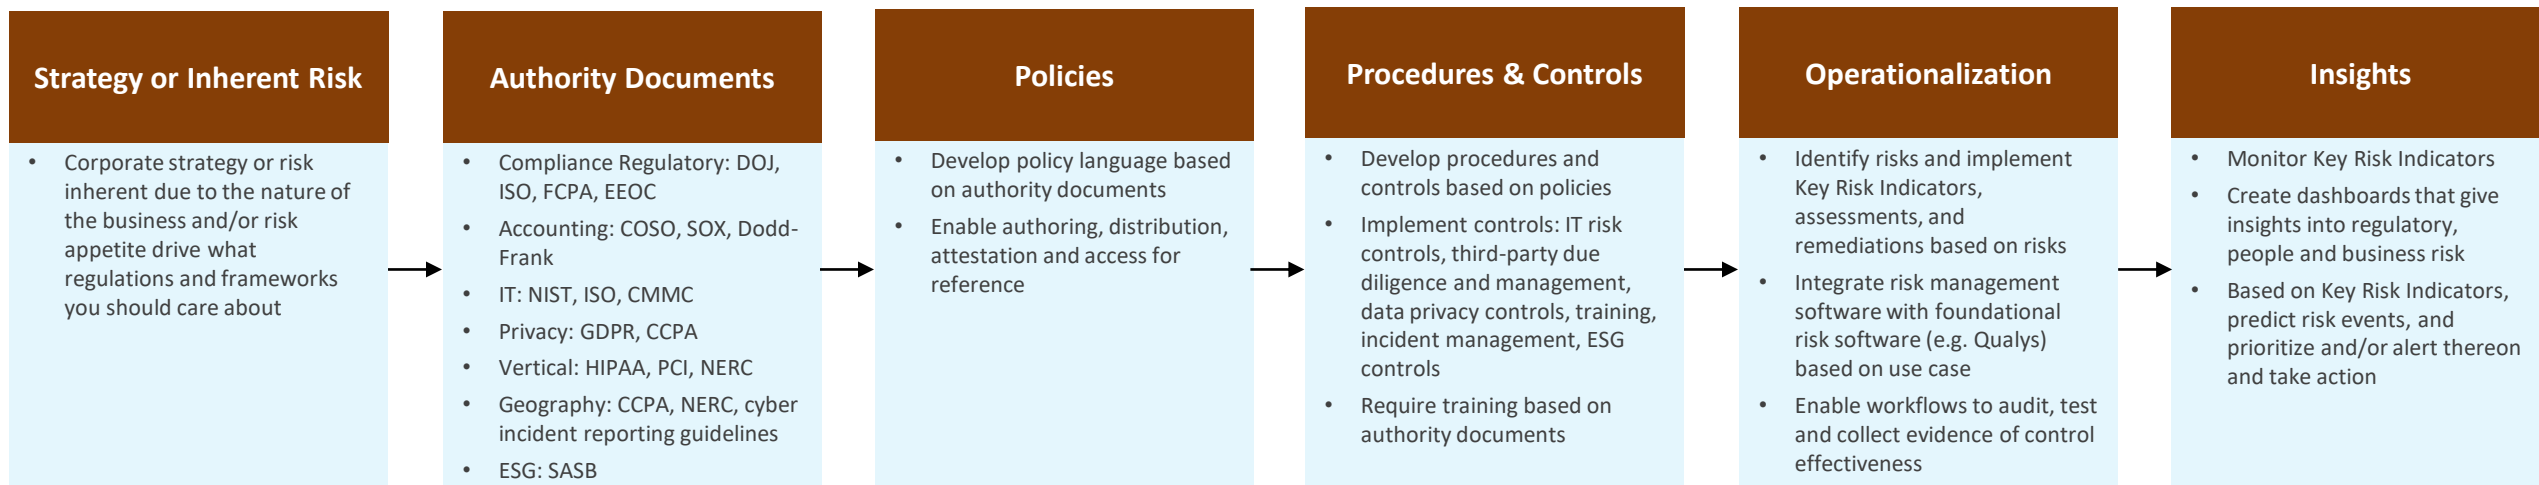 Strategy or Inherent Risk
• Corporate strategy or risk
inherent due to the nature of
the business and/or risk
appetite drive what
regulations and frameworks
you should care about
Authority Documents
• Compliance Regulatory: DOJ,
ISO, FCPA, EEOC
• Accounting: COSO, SOX, Dodd-
Frank
• IT: NIST, ISO, CMMC
• Privacy: GDPR, CCPA
• Vertical: HIPAA, PCI, NERC
• Geography: CCPA, NERC, cyber
incident reporting guidelines
• ESG: SASB
Policies
• Develop policy language based
on authority documents
• Enable authoring, distribution,
attestation and access for
reference
Procedures & Controls
• Develop procedures and
controls based on policies
• Implement controls: IT risk
controls, third-party due
diligence and management,
data privacy controls, training,
incident management, ESG
controls
• Require training based on
authority documents
Operationalization
• Identify risks and implement
Key Risk Indicators,
assessments, and
remediations based on risks
• Integrate risk management
software with foundational
risk software (e.g. Qualys)
based on use case
• Enable workflows to audit, test
and collect evidence of control
effectiveness
Insights
• Monitor Key Risk Indicators
• Create dashboards that give
insights into regulatory,
people and business risk
• Based on Key Risk Indicators,
predict risk events, and
prioritize and/or alert thereon
and take action